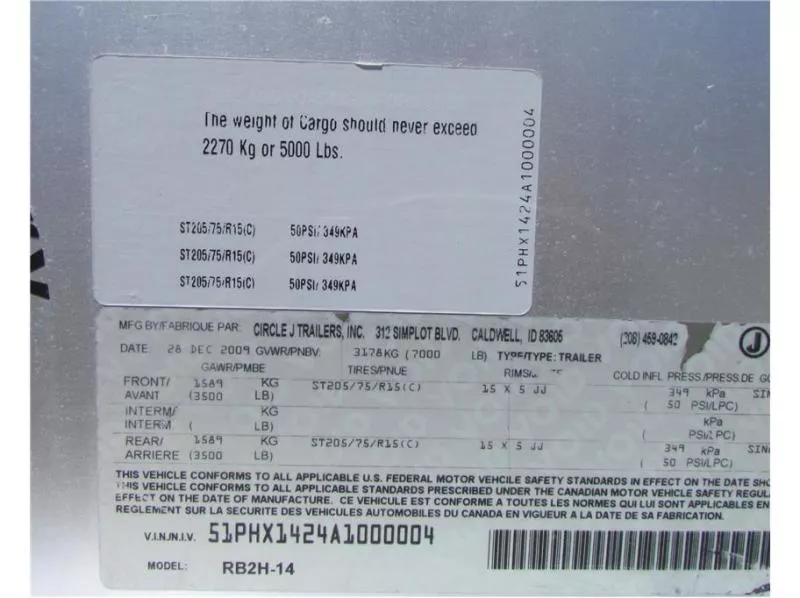 The weight of Cargo should never exceed
2270 Kg or 5000 Lbs.
ST205/75/R15(C) 50PSI/ 349KPA
ST205/75/R15(C) 50PSI/ 349KPA
ST205/75/R15(C) 50PSI/ 349KPA
51PHX1424A1000004
MFG BY/FABRIQUE PAR: CIRCLE J TRAILERS, INC. 312 SIMPLOT BLVD. CALDWELL, ID 83605 (208) 459-0842
J
DATE: 28 DEC 2009 GVWR/PNBV: 3178KG (7000 LB) TYPE/TYPE: TRAILER
GAWR/PMBE TIRES/PNUE RIMS/ COLD INFL PRESS/PRESS.DE
FRONT/ 1589 KG ST205/75/R15(C) 15 X 5 JJ 349 kPa
AVANT (3500 LB) ( 50 PSI/LPC)
INTERM/ KG kPa
INTERM ( LB) ( PSI/LPC)
REAR/ 1589 KG ST205/75/R15(C) 15 X 5 JJ 349 kPa
ARRIERE (3500 LB) ( 50 PSI/LPC)
THIS VEHICLE CONFORMS TO ALL APPLICABLE U.S. FEDERAL MOTOR VEHCILE SAFETY STANDARDS IN EFFECT ON THE DATE
THIS VEHICLE CONFORMS TO ALL APPLICABLE STANDARDS PRESCRIBED UNDER THE CANADIAN MOTOR VEHICLE SAFETY
EFFECT ON THE DATE OF MANUFACTURE. CE VEHICULE EST CONFORME A TOUTES LES NORMES QUI LUI SONT APPLICABLES EN
REGLEMENT SUR LA SECURITE DES VEHICULES AUTOMOBILES DU CANADA EN VIGUEUR A LA DATE DE SA FABRICATION.
V.I.N./N.I.V. 51PHX1424A1000004
MODEL: RB2H-14